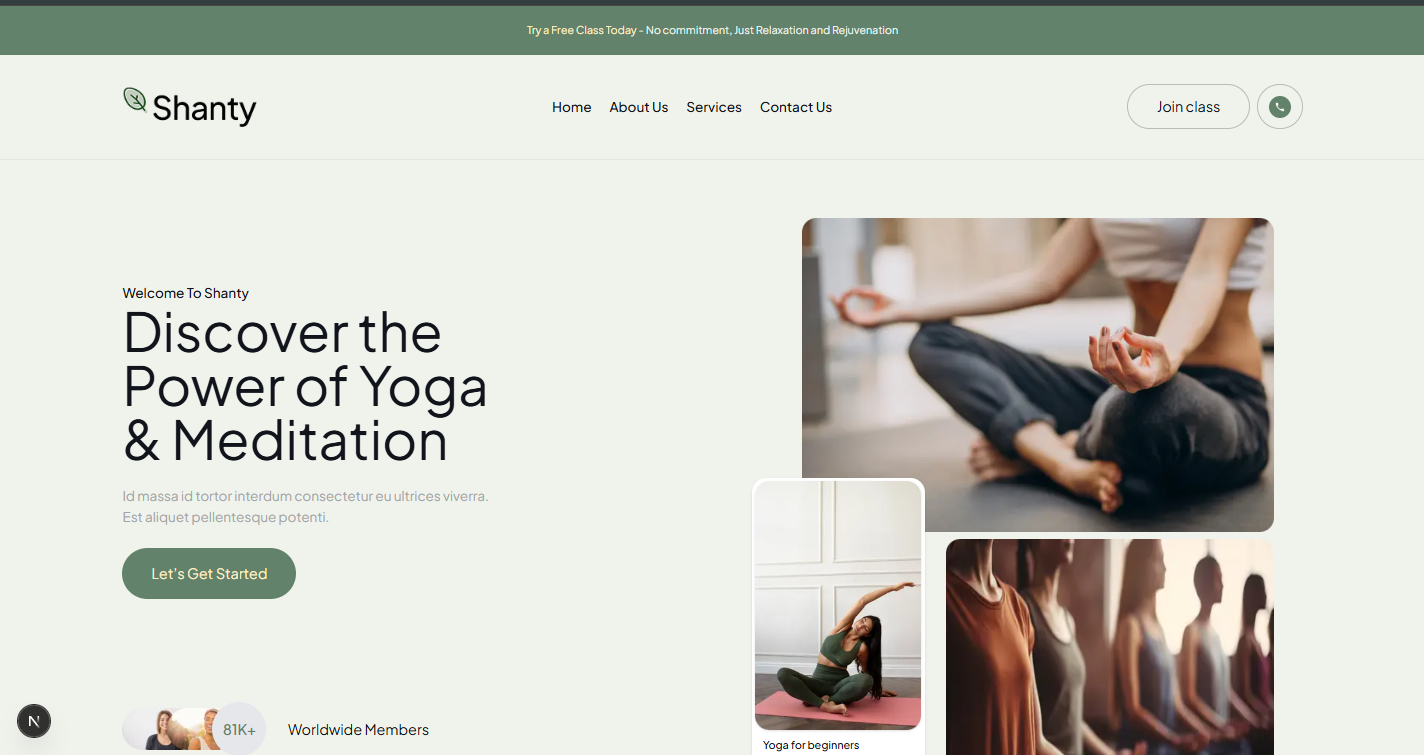 Try a Free Class Today - No commitment, Just Relaxation and Rejuvenation
Shanty
Home
About Us
Services
Contact Us
Join class
Welcome To Shanty
Discover the
Power of Yoga
& Meditation
Id massa id tortor interdum consectetur eu ultrices viverra.
Est aliquet pellentesque potenti.
Let's Get Started
81K+
Worldwide Members
Yoga for beginners
N